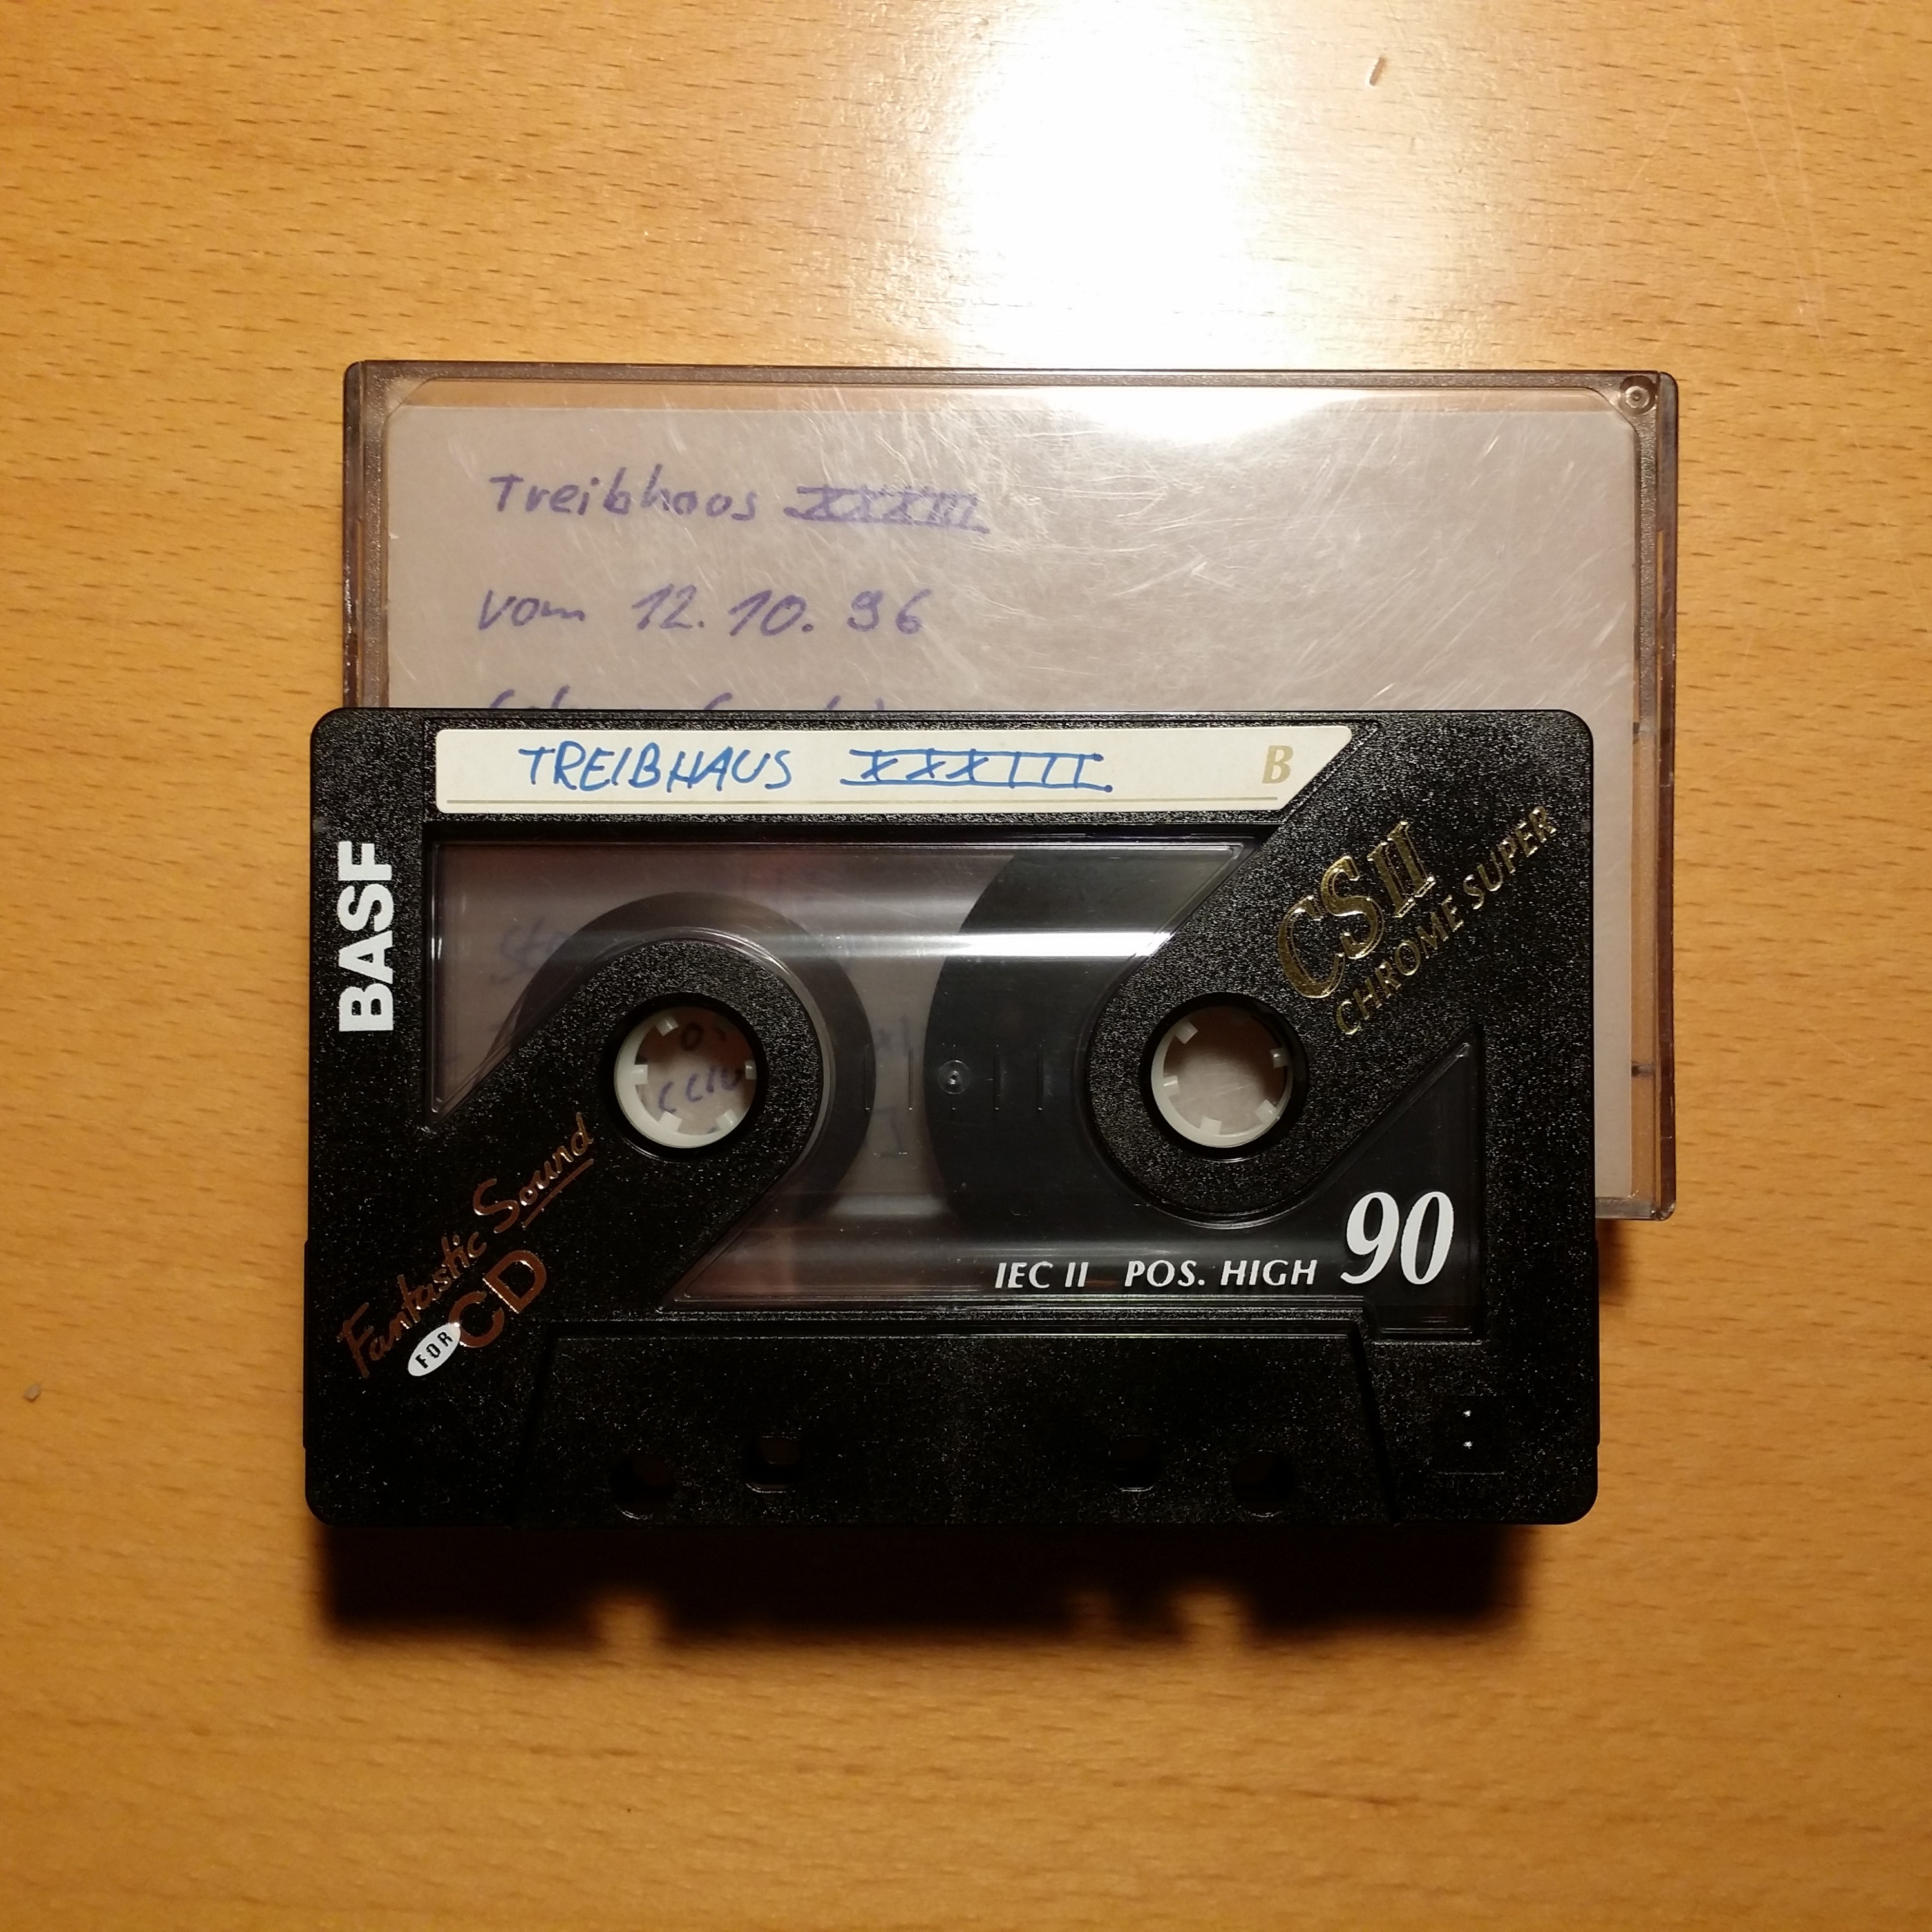 Treibhaus XXXIII
vom 12.10.96
TREIBHAUS XXXIII.
B
BASF
CSII
CHROME SUPER
Fantastic Sound
FOR CD
IEC II POS. HIGH 90